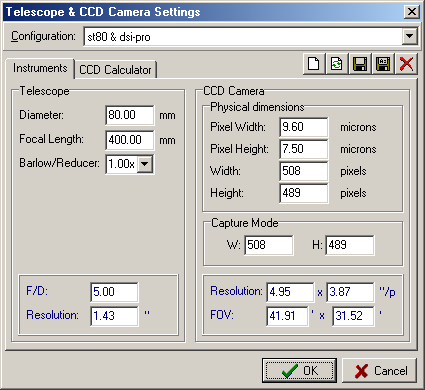 Telescope & CCD Camera Settings
Configuration: st80 & dsi-pro
Instruments CCD Calculator
Telescope
Diameter: 80.00 mm
Focal Length: 400.00 mm
Barlow/Reducer: 1.00x
F/D: 5.00
Resolution: 1.43 "
CCD Camera
Physical dimensions
Pixel Width: 9.60 microns
Pixel Height: 7.50 microns
Width: 508 pixels
Height: 489 pixels
Capture Mode
W: 508 H: 489
Resolution: 4.95 x 3.87 "/p
FOV: 41.91 ' x 31.52 '
OK Cancel